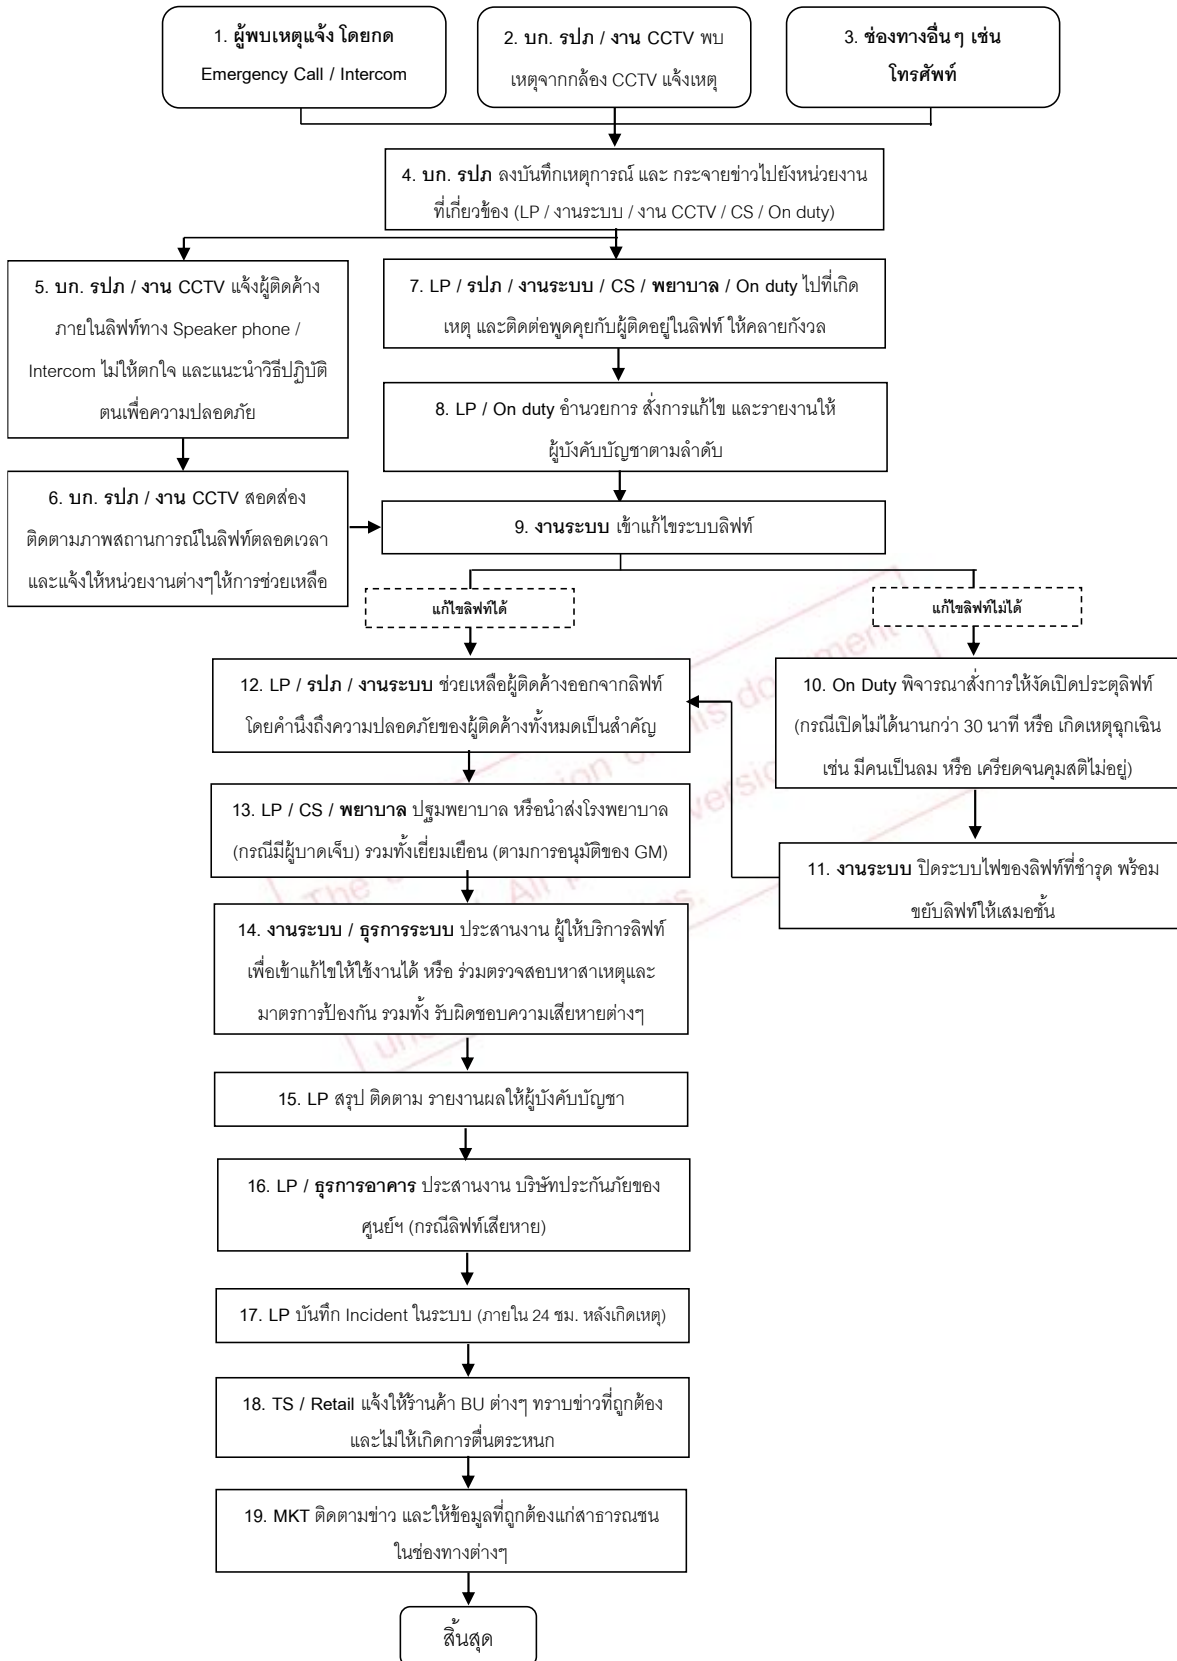 1. ผู้พบเหตุแจ้ง โดยกด
Emergency Call / Intercom
2. บก. รปภ / งาน CCTV พบ
เหตุจากกล้อง CCTV แจ้งเหตุ
3. ช่องทางอื่นๆ เช่น
โทรศัพท์
4. บก. รปภ ลงบันทึกเหตุการณ์ และ กระจายข่าวไปยังหน่วยงาน
ที่เกี่ยวข้อง (LP / งานระบบ / งาน CCTV / CS / On duty)
5. บก. รปภ / งาน CCTV แจ้งผู้ติดค้าง
ภายในลิฟท์ทาง Speaker phone /
Intercom ไม่ให้ตกใจ และแนะนำวิธีปฏิบัติ
ตนเพื่อความปลอดภัย
7. LP / รปภ / งานระบบ / CS / พยาบาล / On duty ไปที่เกิด
เหตุ และติดต่อพูดคุยกับผู้ติดอยู่ในลิฟท์ ให้คลายกังวล
8. LP / On duty อำนวยการ สั่งการแก้ไข และรายงานให้
ผู้บังคับบัญชาตามลำดับ
6. บก. รปภ / งาน CCTV สอดส่อง
ติดตามภาพสถานการณ์ในลิฟท์ตลอดเวลา
และแจ้งให้หน่วยงานต่างๆให้การช่วยเหลือ
9. งานระบบ เข้าแก้ไขระบบลิฟท์
แก้ไขลิฟท์ได้
แก้ไขลิฟท์ไม่ได้
12. LP / รปภ / งานระบบ ช่วยเหลือผู้ติดค้างออกจากลิฟท์
โดยคำนึงถึงความปลอดภัยของผู้ติดค้างทั้งหมดเป็นสำคัญ
10. On Duty พิจารณาสั่งการให้งัดเปิดประตูลิฟท์
(กรณีเปิดไม่ได้นานกว่า 30 นาที หรือ เกิดเหตุฉุกเฉิน
เช่น มีคนเป็นลม หรือ เครียดจนคุมสติไม่อยู่)
13. LP / CS / พยาบาล ปฐมพยาบาล หรือนำส่งโรงพยาบาล
(กรณีมีผู้บาดเจ็บ) รวมทั้งเยี่ยมเยือน (ตามการอนุมัติของ GM)
11. งานระบบ ปิดระบบไฟของลิฟท์ที่ชำรุด พร้อม
ขยับลิฟท์ให้เสมอชั้น
14. งานระบบ / ธุรการระบบ ประสานงาน ผู้ให้บริการลิฟท์
เพื่อเข้าแก้ไขให้ใช้งานได้ หรือ ร่วมตรวจสอบหาสาเหตุและ
มาตรการป้องกัน รวมทั้ง รับผิดชอบความเสียหายต่างๆ
15. LP สรุป ติดตาม รายงานผลให้ผู้บังคับบัญชา
16. LP / ธุรการอาคาร ประสานงาน บริษัทประกันภัยของ
ศูนย์ฯ (กรณีลิฟท์เสียหาย)
17. LP บันทึก Incident ในระบบ (ภายใน 24 ชม. หลังเกิดเหตุ)
18. TS / Retail แจ้งให้ร้านค้า BU ต่างๆ ทราบข่าวที่ถูกต้อง
และไม่ให้เกิดการตื่นตระหนก
19. MKT ติดตามข่าว และให้ข้อมูลที่ถูกต้องแก่สาธารณชน
ในช่องทางต่างๆ
สิ้นสุด